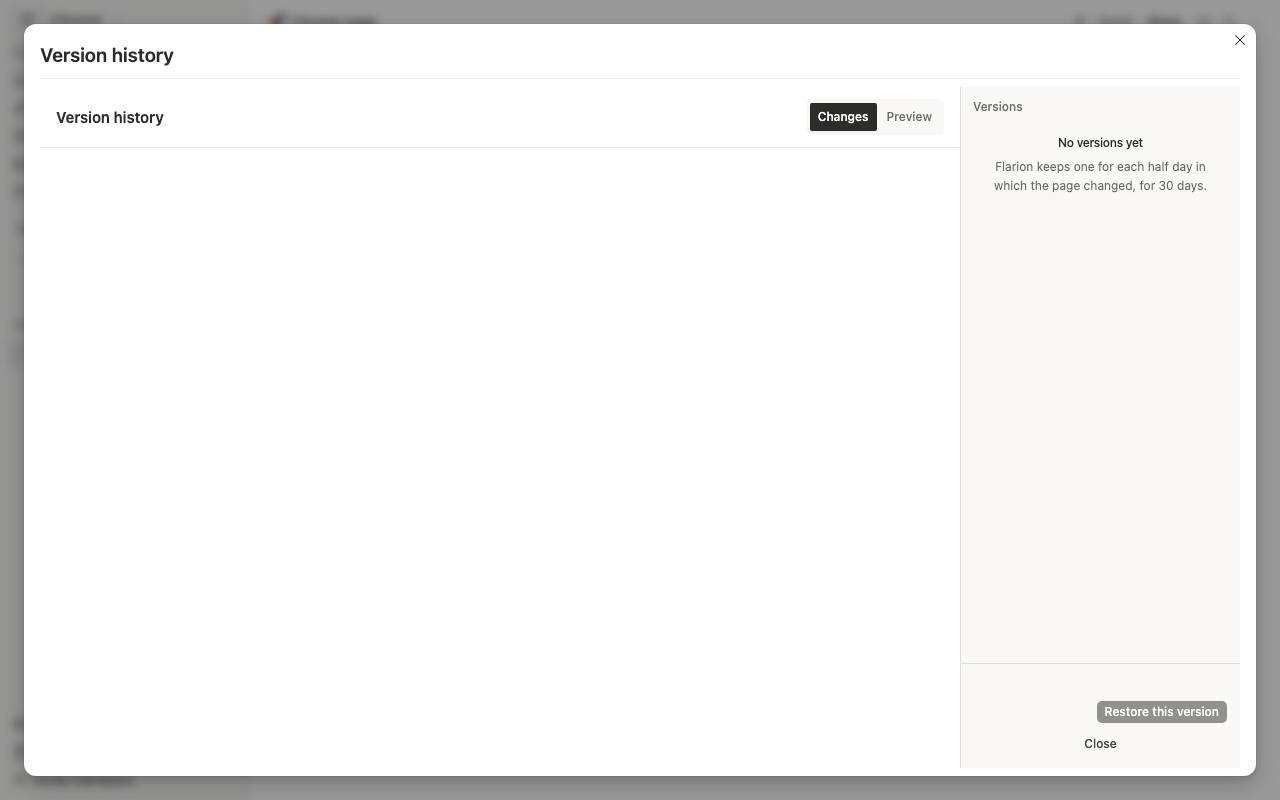 Version history
Version history
Changes
Preview
Versions
No versions yet
Flarion keeps one for each half day in
which the page changed, for 30 days.
Restore this version
Close